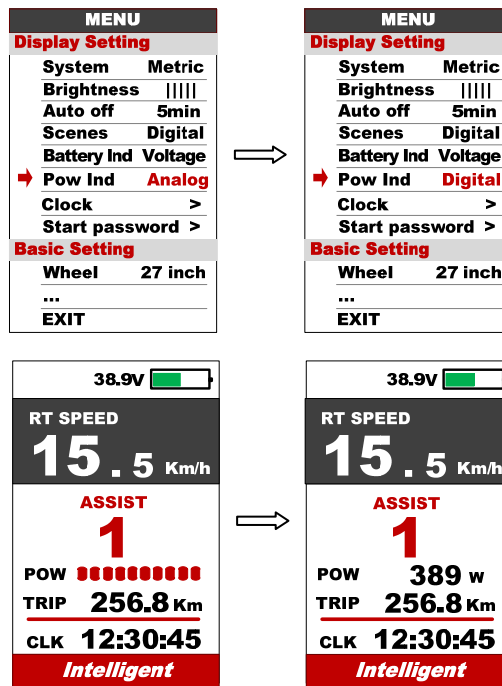 MENU
Display Setting
System Metric
Brightness |||||
Auto off 5min
Scenes Digital
Battery Ind Voltage
Pow Ind Analog
Clock >
Start password >
Basic Setting
Wheel 27 inch
...
EXIT
MENU
Display Setting
System Metric
Brightness |||||
Auto off 5min
Scenes Digital
Battery Ind Voltage
Pow Ind Digital
Clock >
Start password >
Basic Setting
Wheel 27 inch
...
EXIT
38.9V
RT SPEED
15.5 Km/h
ASSIST
1
POW
TRIP 256.8 Km
CLK 12:30:45
Intelligent
38.9V
RT SPEED
15.5 Km/h
ASSIST
1
POW 389 W
TRIP 256.8 Km
CLK 12:30:45
Intelligent